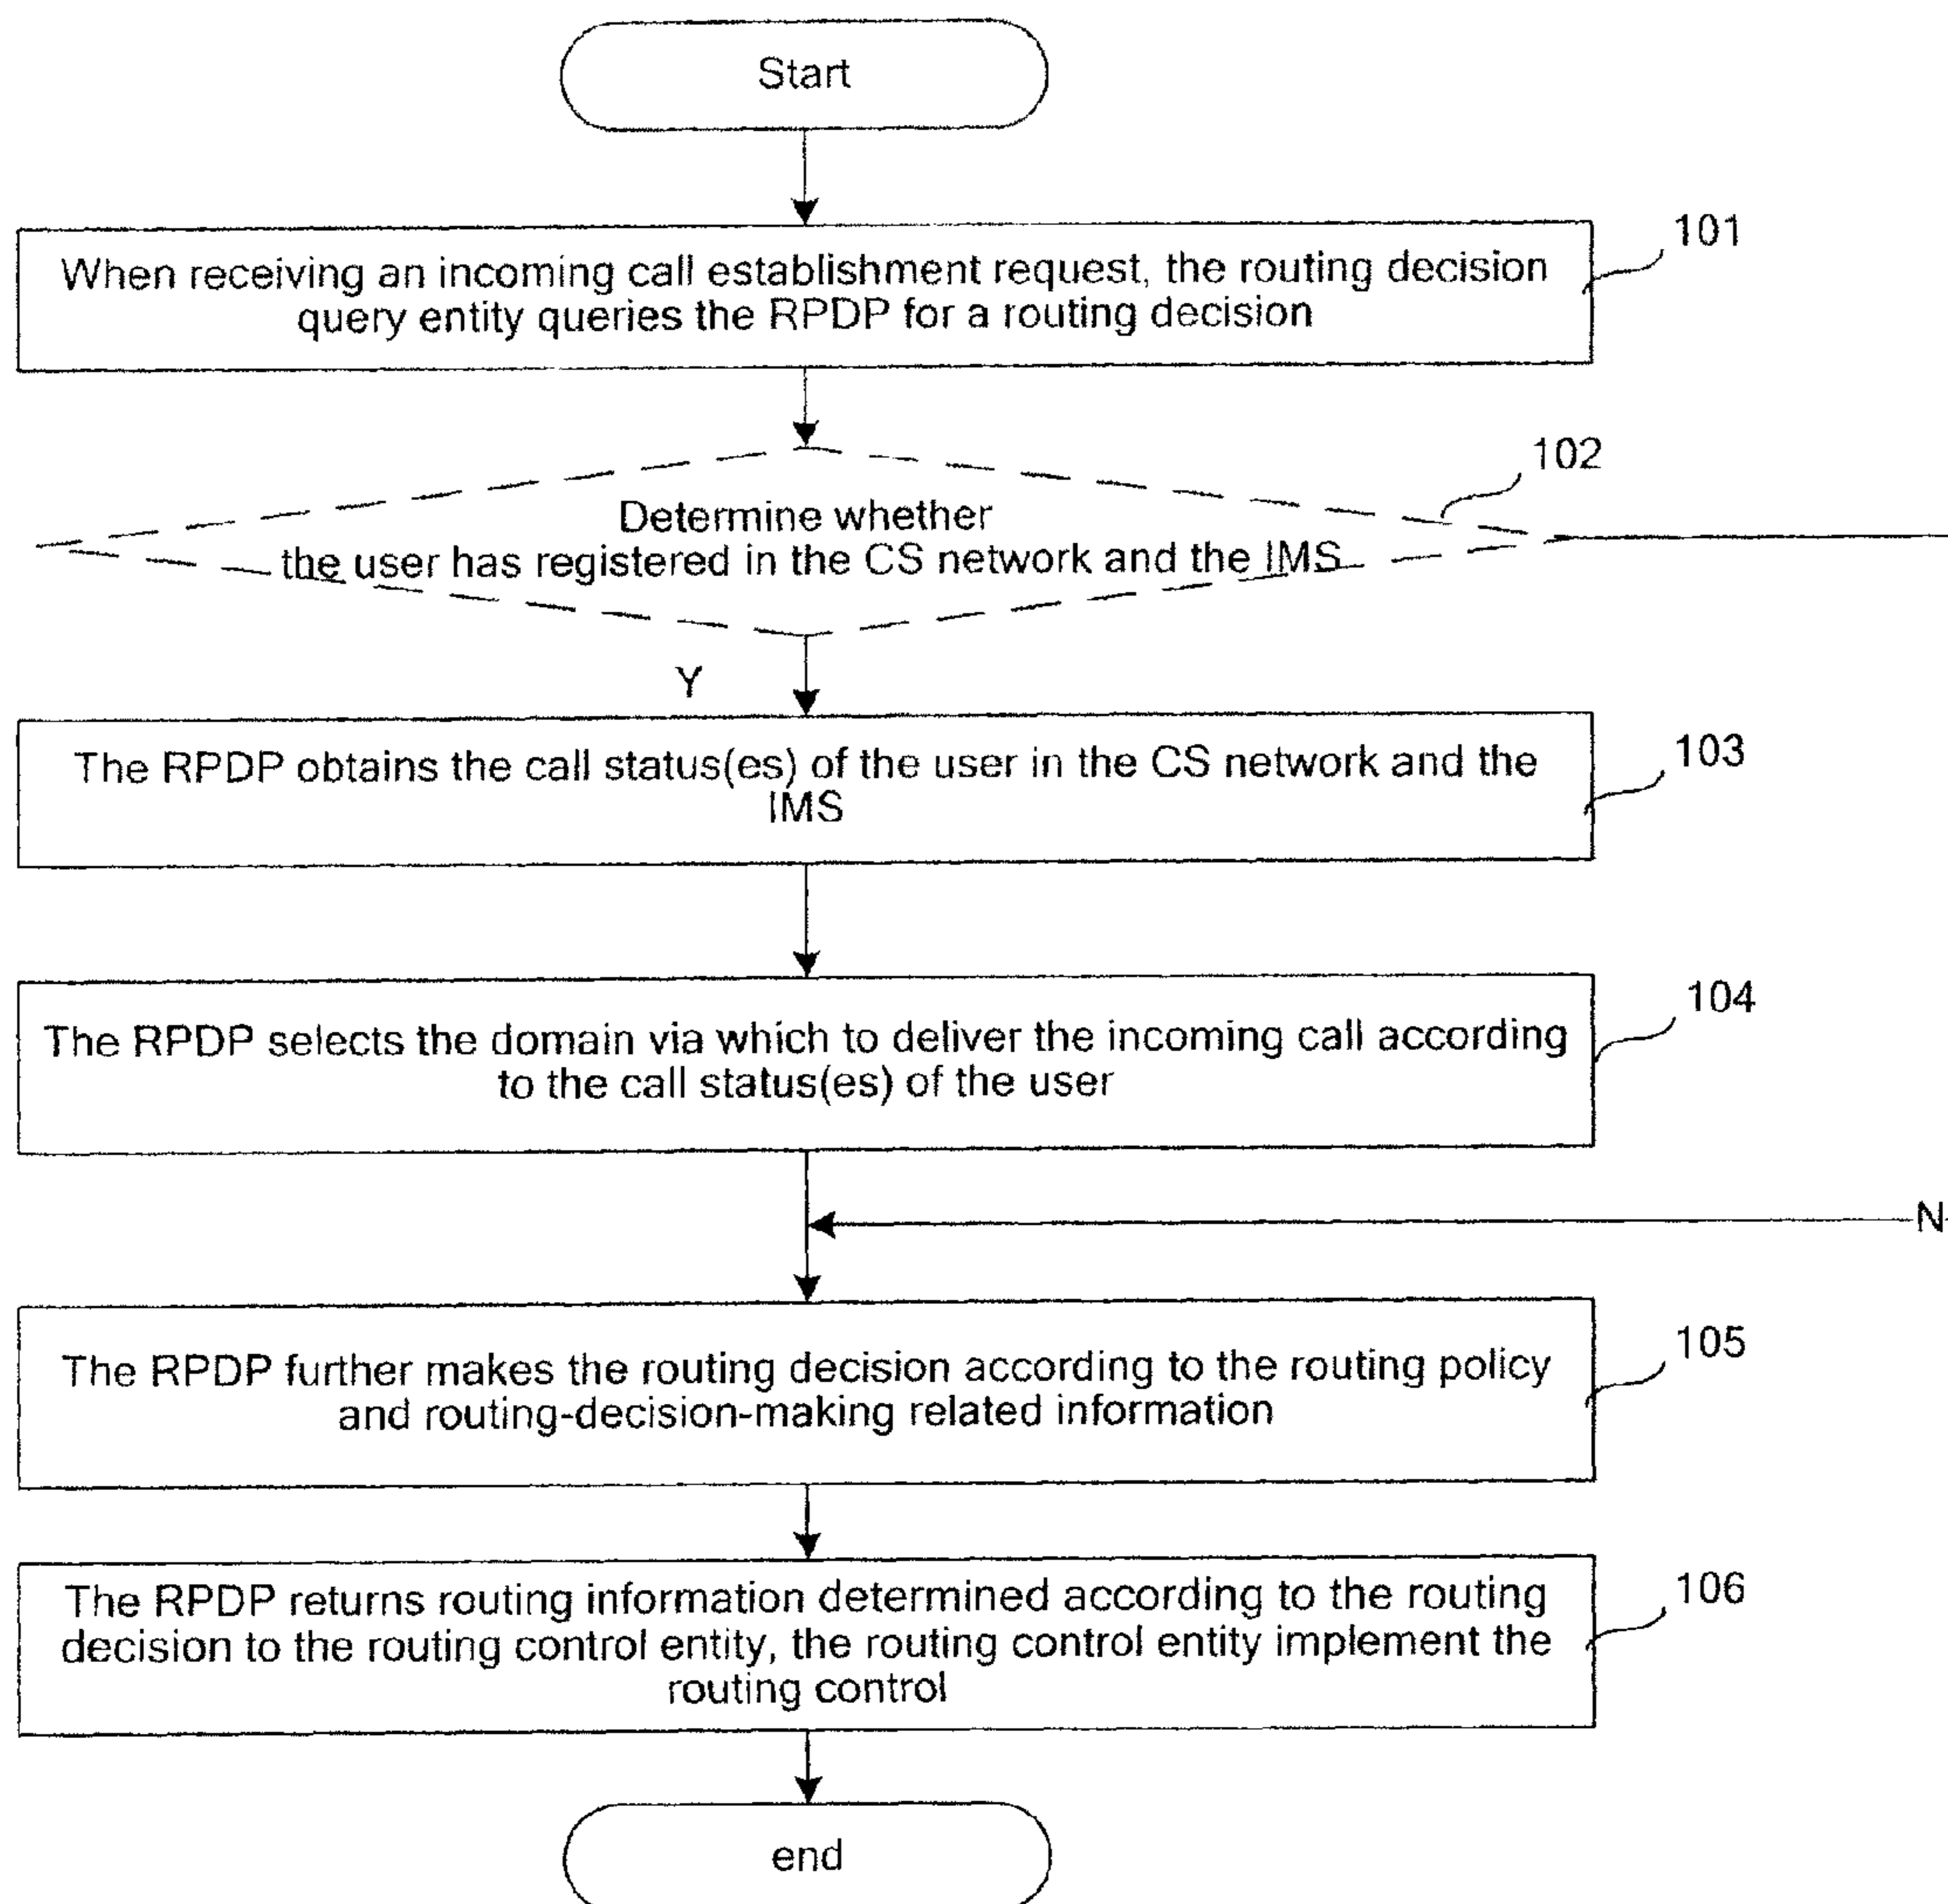 Start
101
When receiving an incoming call establishment request, the routing decision
query entity queries the RPDP for a routing decision
102
Determine whether
the user has registered in the CS network and the IMS
Y
103
The RPDP obtains the call status(es) of the user in the CS network and the
IMS
104
The RPDP selects the domain via which to deliver the incoming call according
to the call status(es) of the user
N
105
The RPDP further makes the routing decision according to the routing policy
and routing-decision-making related information
106
The RPDP returns routing information determined according to the routing
decision to the routing control entity, the routing control entity implement the
routing control
end